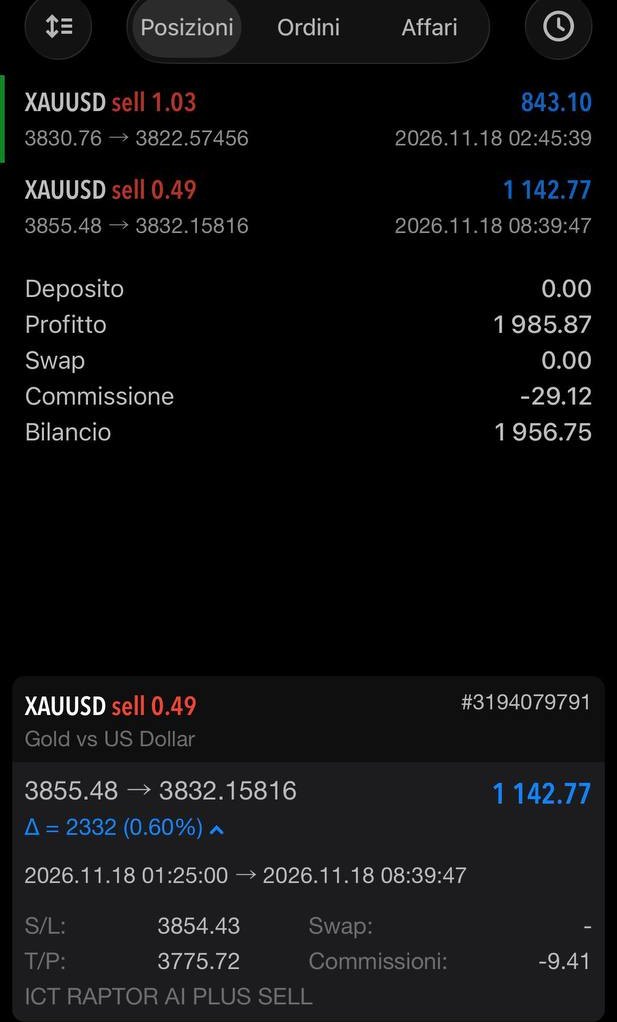 Posizioni Ordini Affari
XAUUSD sell 1.03 843.10
3830.76 → 3822.57456 2026.11.18 02:45:39
XAUUSD sell 0.49 1 142.77
3855.48 → 3832.15816 2026.11.18 08:39:47
Deposito 0.00
Profitto 1 985.87
Swap 0.00
Commissione -29.12
Bilancio 1 956.75
XAUUSD sell 0.49 #3194079791
Gold vs US Dollar
3855.48 → 3832.15816 1 142.77
Δ = 2332 (0.60%)
2026.11.18 01:25:00 → 2026.11.18 08:39:47
S/L: 3854.43 Swap: -
T/P: 3775.72 Commissioni: -9.41
ICT RAPTOR AI PLUS SELL